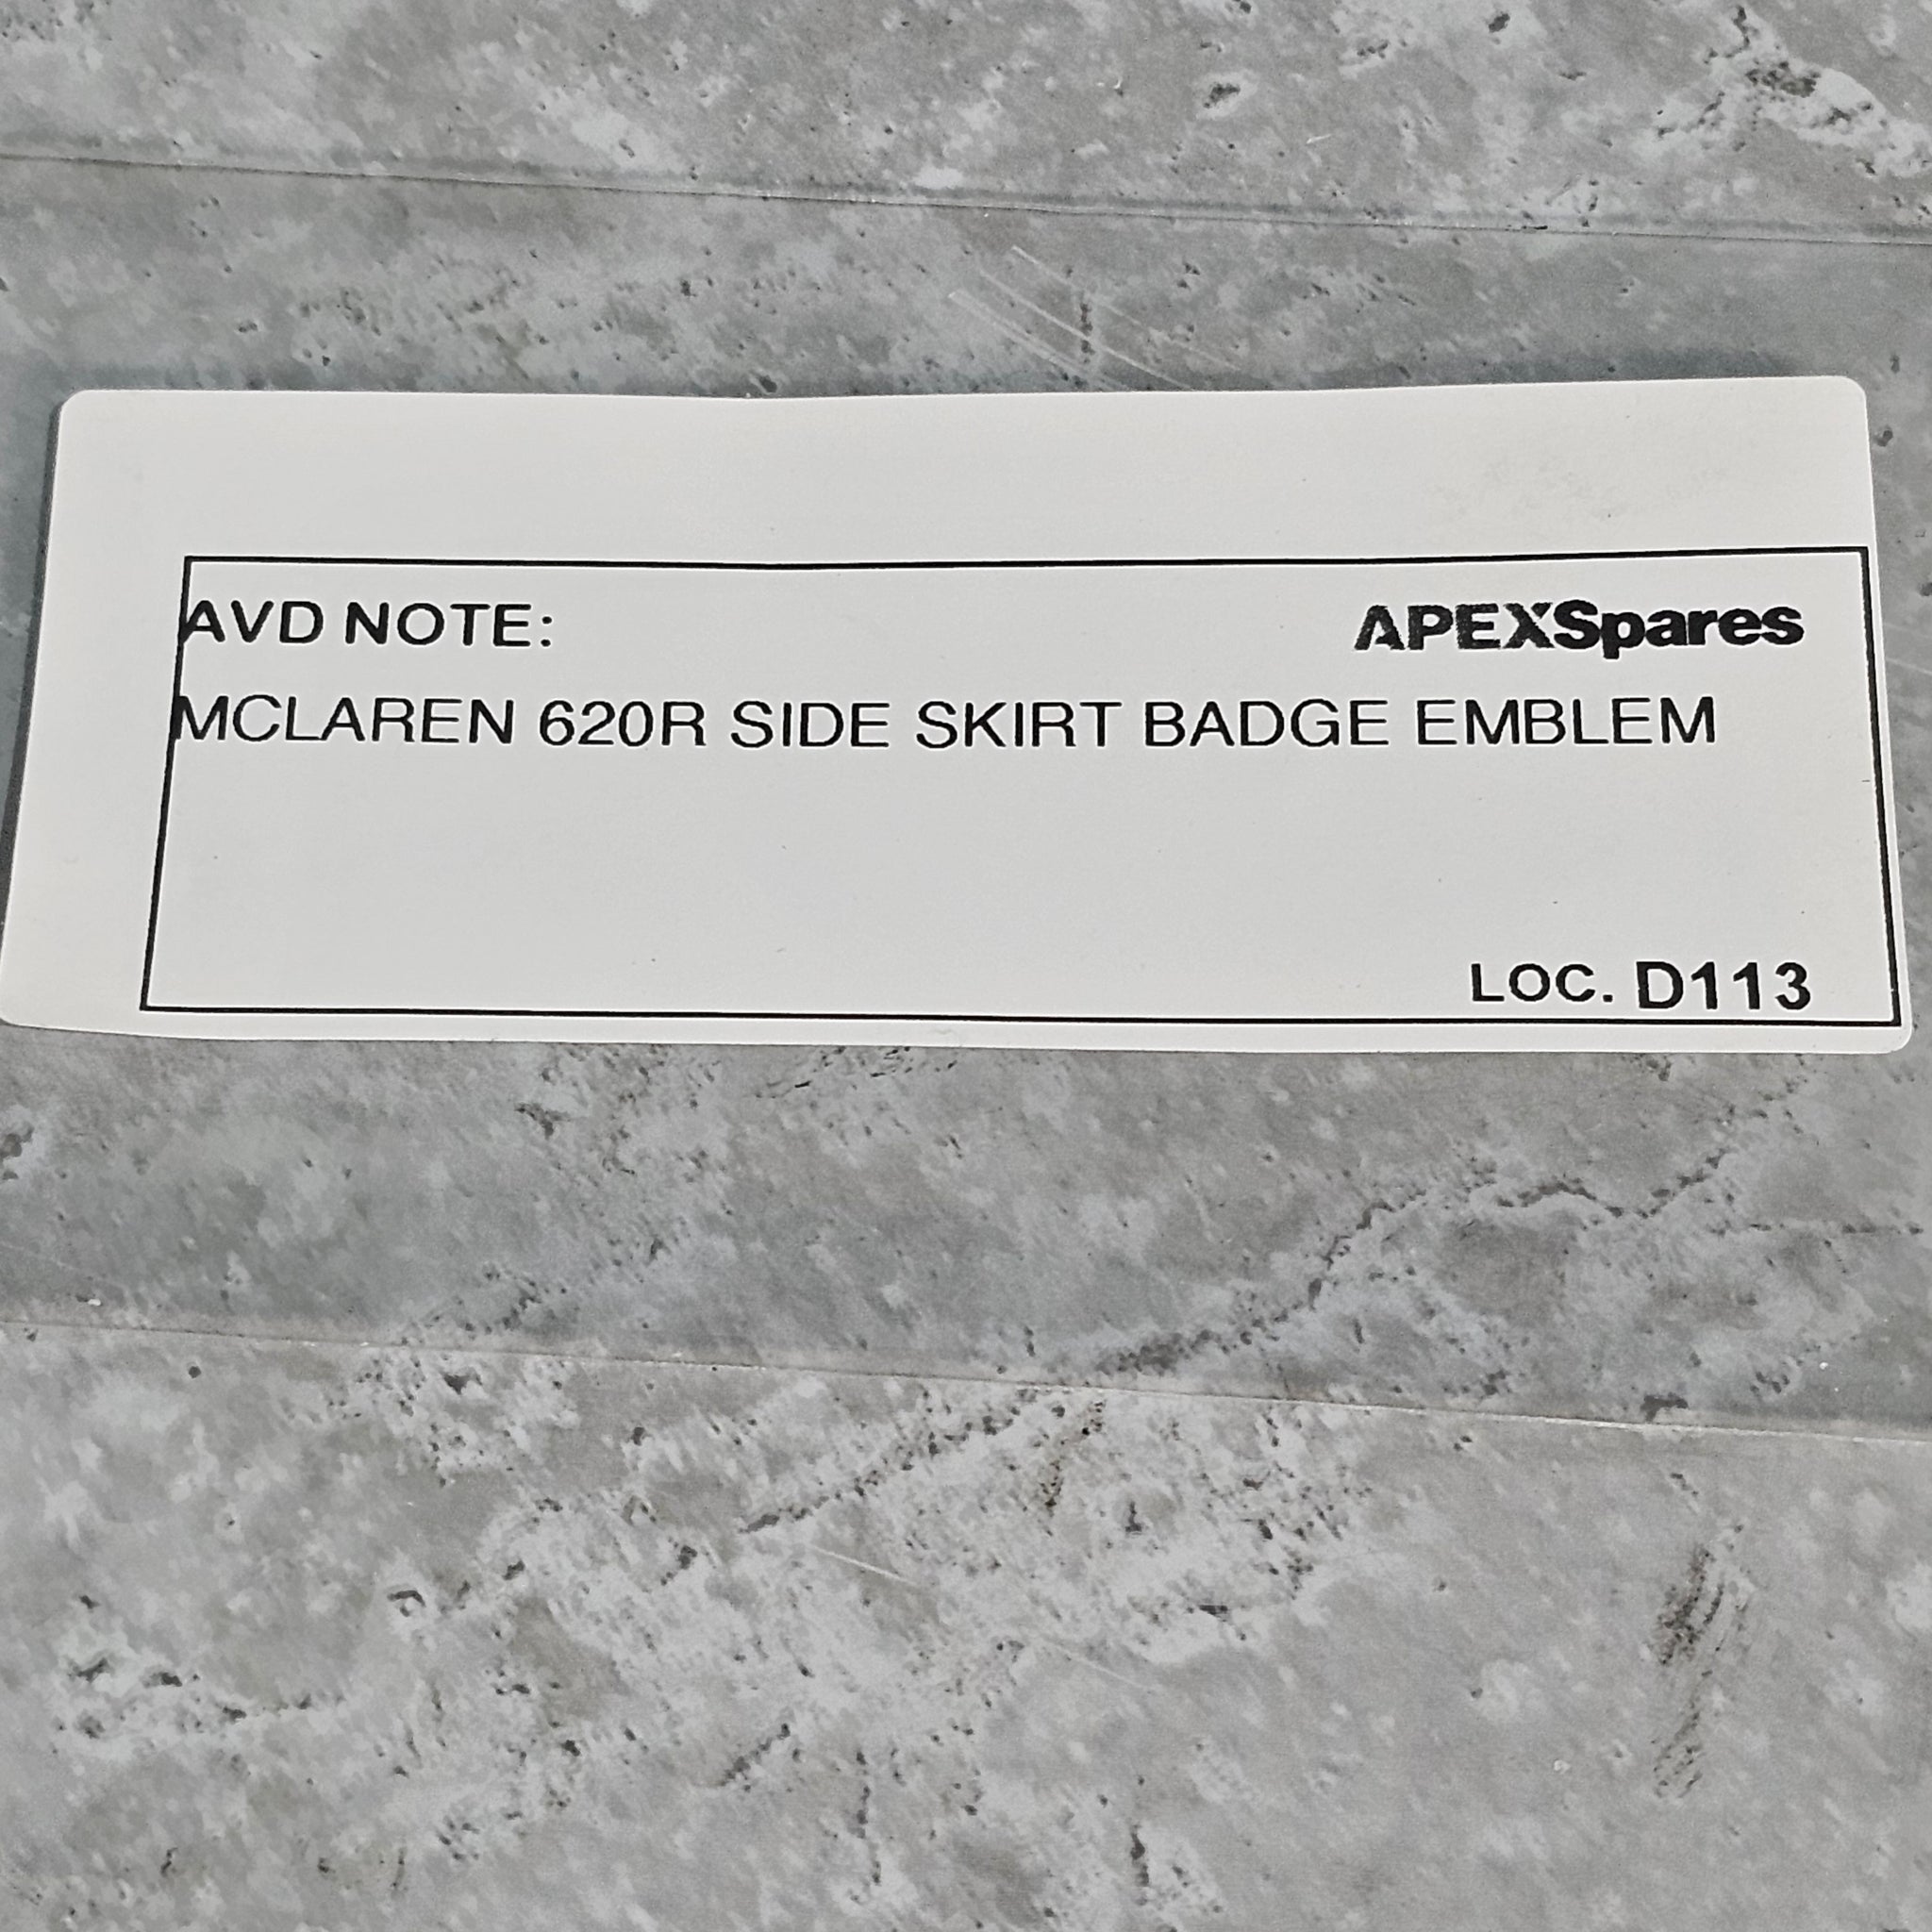 AVD NOTE: APEXSpares
MCLAREN 620R SIDE SKIRT BADGE EMBLEM
LOC. D113